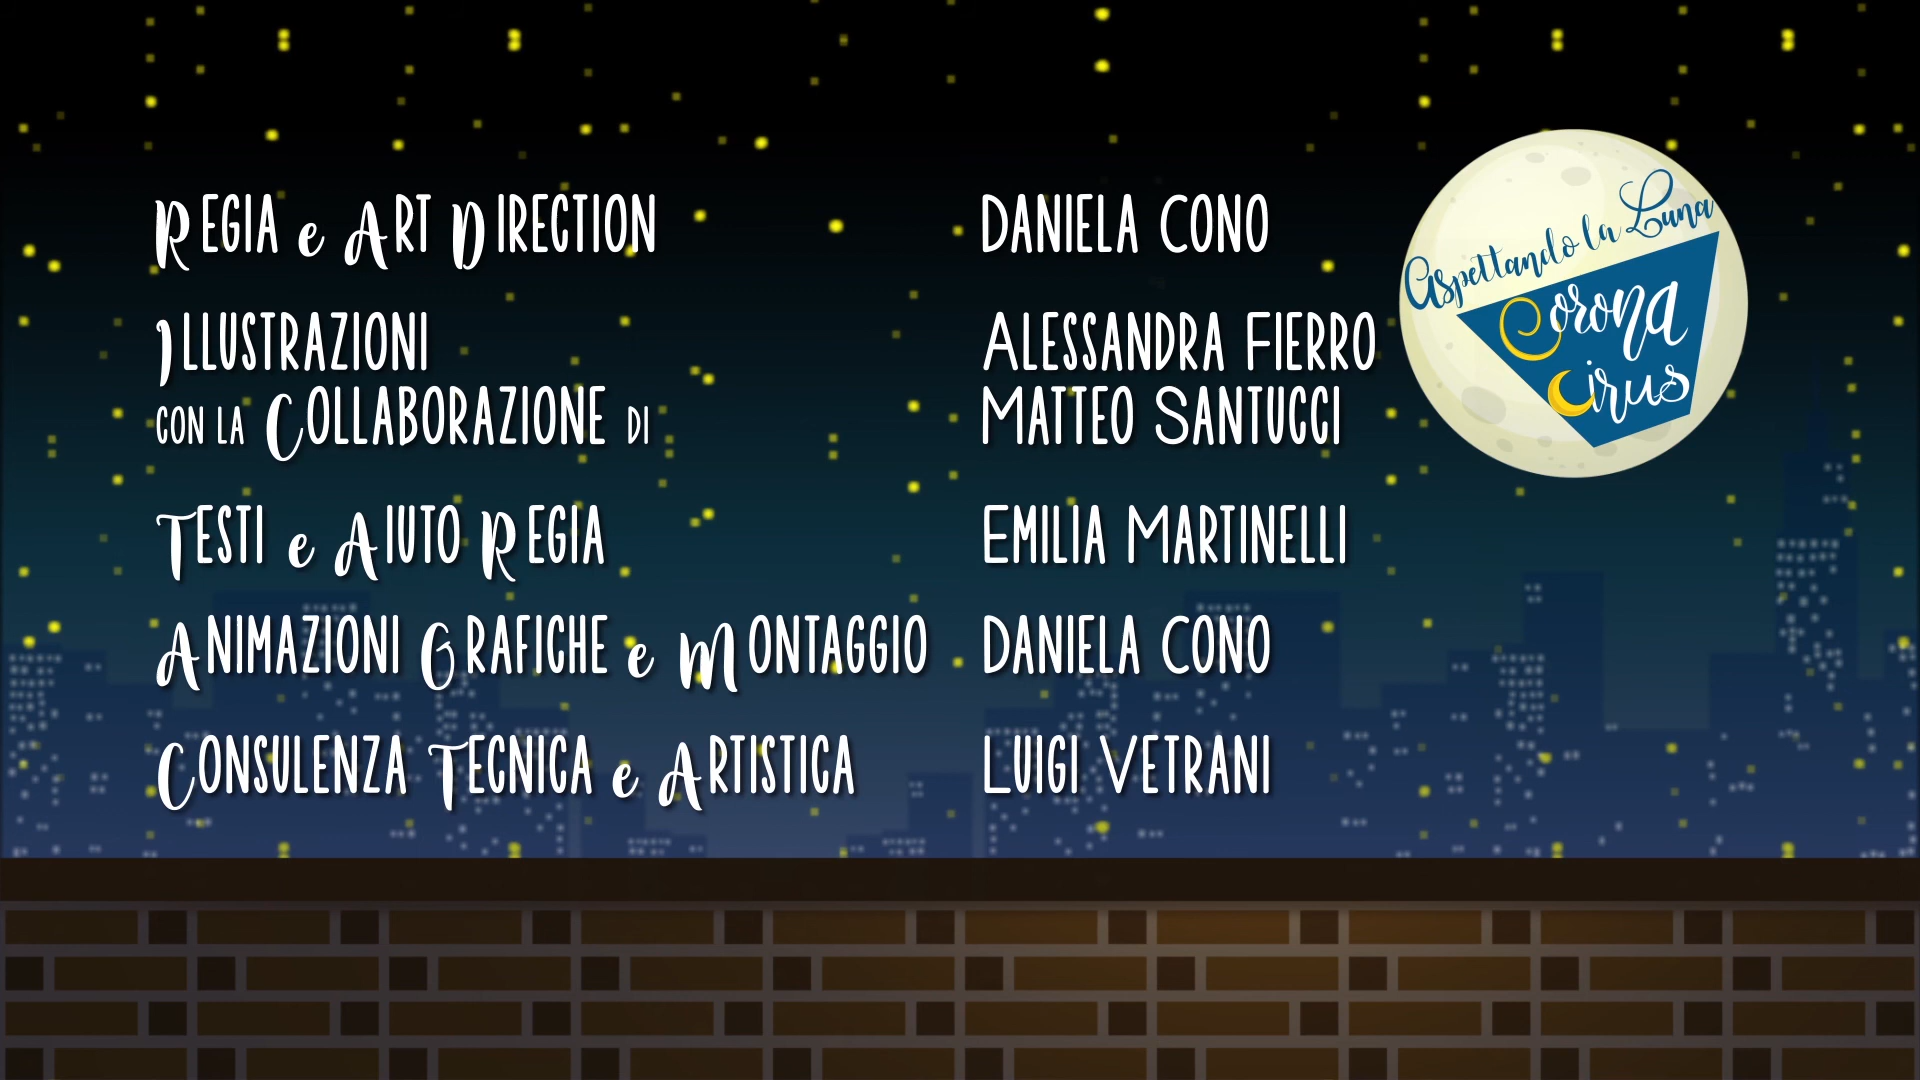 Regia e Art Direction DANIELA CONO
Illustrazioni ALESSANDRA FIERRO
con la Collaborazione di MATTEO SANTUCCI
Testi e Aiuto Regia EMILIA MARTINELLI
Animazioni Grafiche e Montaggio DANIELA CONO
Consulenza Tecnica e Artistica LUIGI VETRANI
Aspettando la Luna
Corona
Cirus